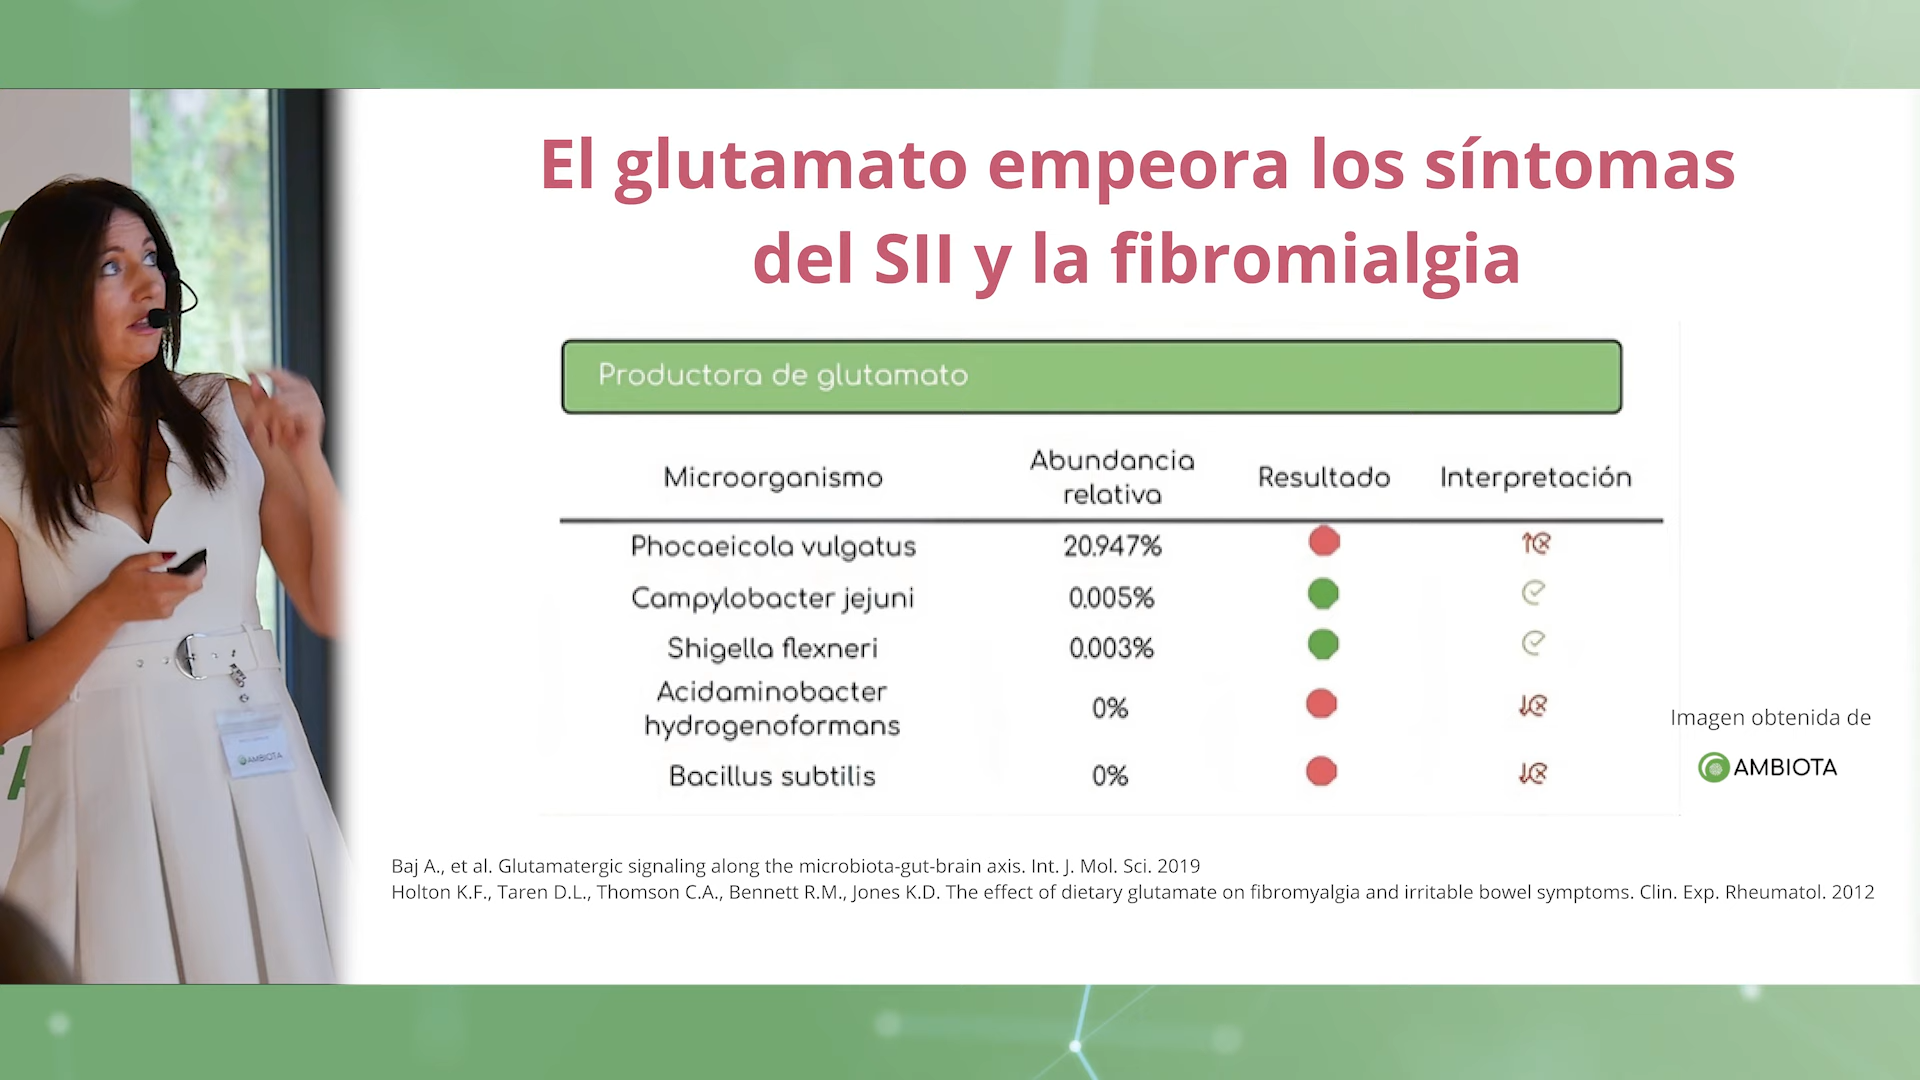 El glutamato empeora los síntomas
del SII y la fibromialgia
Productora de glutamato
Microorganismo Abundancia relativa Resultado Interpretación
Phocaeicola vulgatus 20.947%
Campylobacter jejuni 0.005%
Shigella flexneri 0.003%
Acidaminobacter hydrogenoformans 0%
Bacillus subtilis 0%
Imagen obtenida de
AMBIOTA
Baj A., et al. Glutamatergic signaling along the microbiota-gut-brain axis. Int. J. Mol. Sci. 2019
Holton K.F., Taren D.L., Thomson C.A., Bennett R.M., Jones K.D. The effect of dietary glutamate on fibromyalgia and irritable bowel symptoms. Clin. Exp. Rheumatol. 2012
AMBIOTA